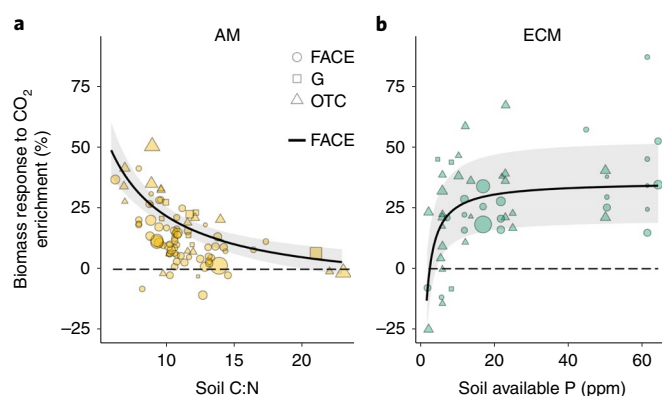 a
AM
FACE
G
OTC
FACE
Biomass response to CO2
enrichment (%)
75
50
25
0
−25
10
15
20
Soil C:N
b
ECM
75
50
25
0
−25
0
20
40
60
Soil available P (ppm)